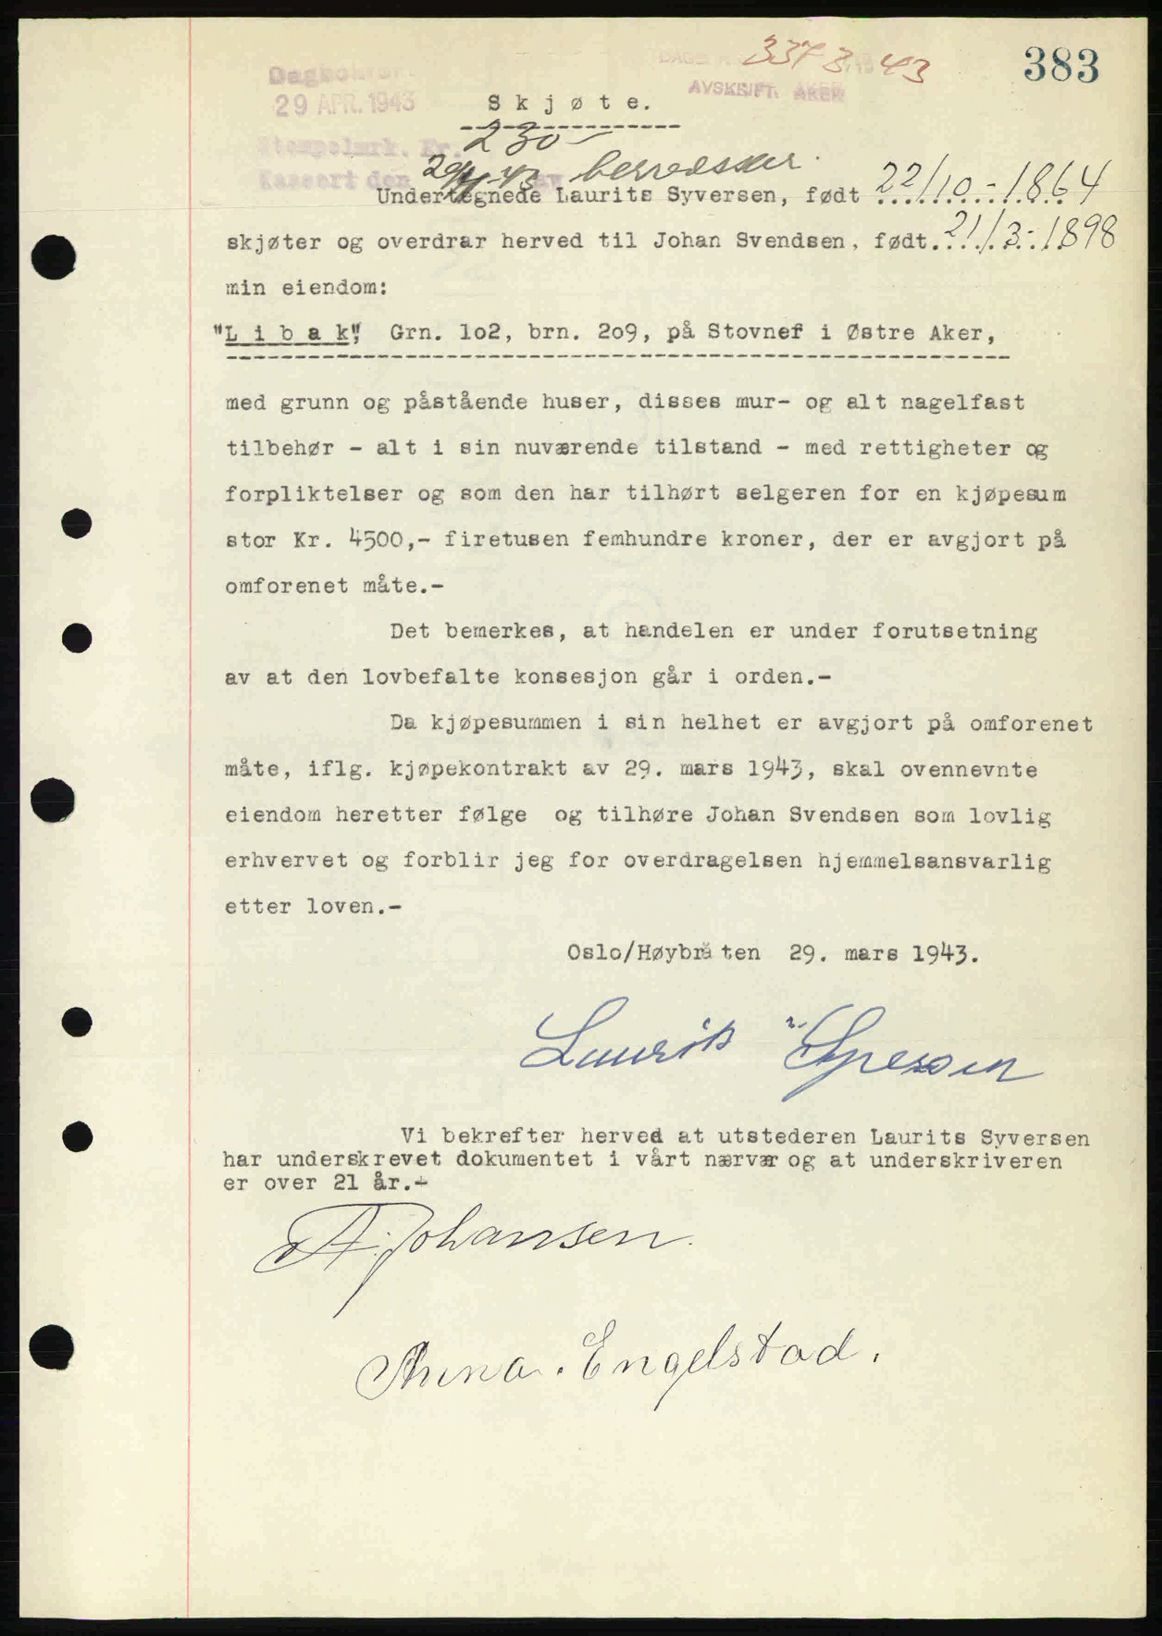 383
3373/1943
DAGB
AVSKRIFT. AKER
Dagbokført
29 APR. 1943
Skjøte.
Stempelmrk. Kr. 230-
Kassert den 29/4-43 av
Undertegnede Laurits Syversen, født 22/10-1864
skjøter og overdrar herved til Johan Svendsen, født. 21/3-1898
min eiendom:
"Libak", Grn. 1o2, brn. 2o9, på Stovnef i Østre Aker,
med grunn og påstående huser, disses mur- og alt nagelfast
tilbehør - alt i sin nuværende tilstand - med rettigheter og
forpliktelser og som den har tilhørt selgeren for en kjøpesum
stor Kr. 4500,- firetusen femhundre kroner, der er avgjort på
omforenet måte.-
Det bemerkes, at handelen er under forutsetning
av at den lovbefalte konsesjon går i orden.-
Da kjøpesummen i sin helhet er avgjort på omforenet
måte, iflg. kjøpekontrakt av 29. mars 1943, skal ovennevnte
eiendom heretter følge og tilhøre Johan Svendsen som lovlig
erhvervet og forblir jeg for overdragelsen hjemmelsansvarlig
etter loven.-
Oslo/Høybråten 29. mars 1943.
Laurits Syversen
Vi bekrefter herved at utstederen Laurits Syversen
har underskrevet dokumentet i vårt nærvær og at underskriveren
er over 21 år.-
A. Johansen.
Anna. Engelstad.